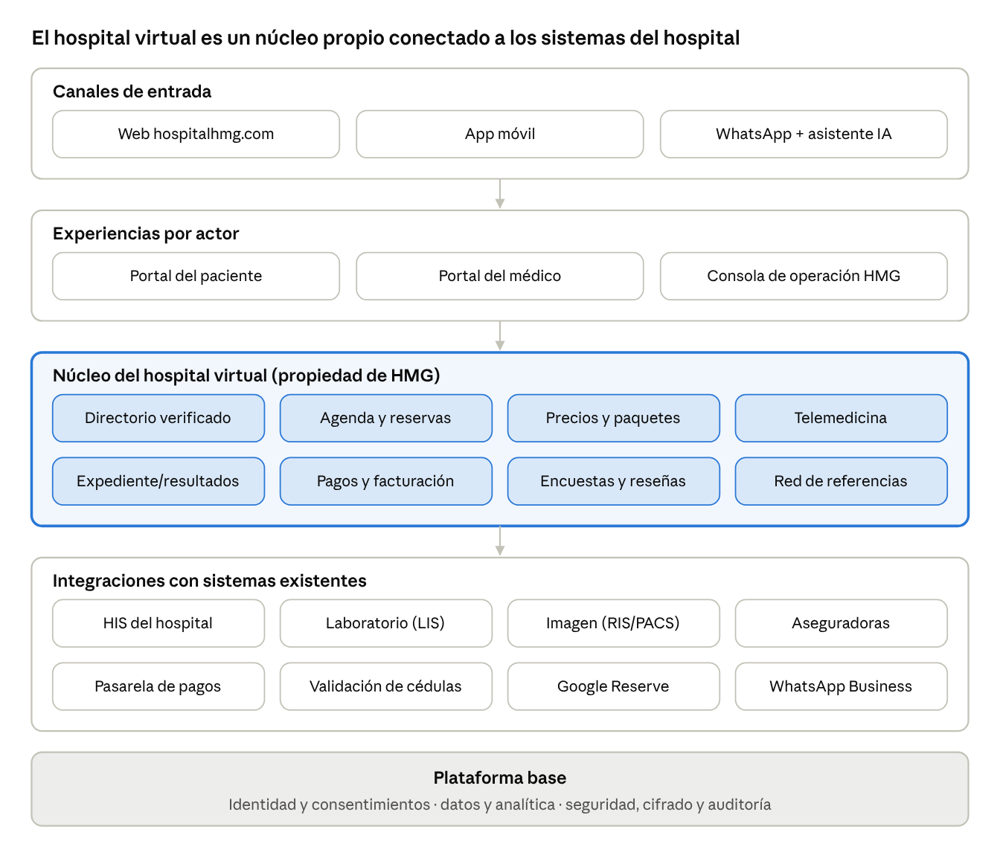 El hospital virtual es un núcleo propio conectado a los sistemas del hospital
Canales de entrada
Web hospitalhmg.com
App móvil
WhatsApp + asistente IA
Experiencias por actor
Portal del paciente
Portal del médico
Consola de operación HMG
Núcleo del hospital virtual (propiedad de HMG)
Directorio verificado
Agenda y reservas
Precios y paquetes
Telemedicina
Expediente/resultados
Pagos y facturación
Encuestas y reseñas
Red de referencias
Integraciones con sistemas existentes
HIS del hospital
Laboratorio (LIS)
Imagen (RIS/PACS)
Aseguradoras
Pasarela de pagos
Validación de cédulas
Google Reserve
WhatsApp Business
Plataforma base
Identidad y consentimientos · datos y analítica · seguridad, cifrado y auditoría